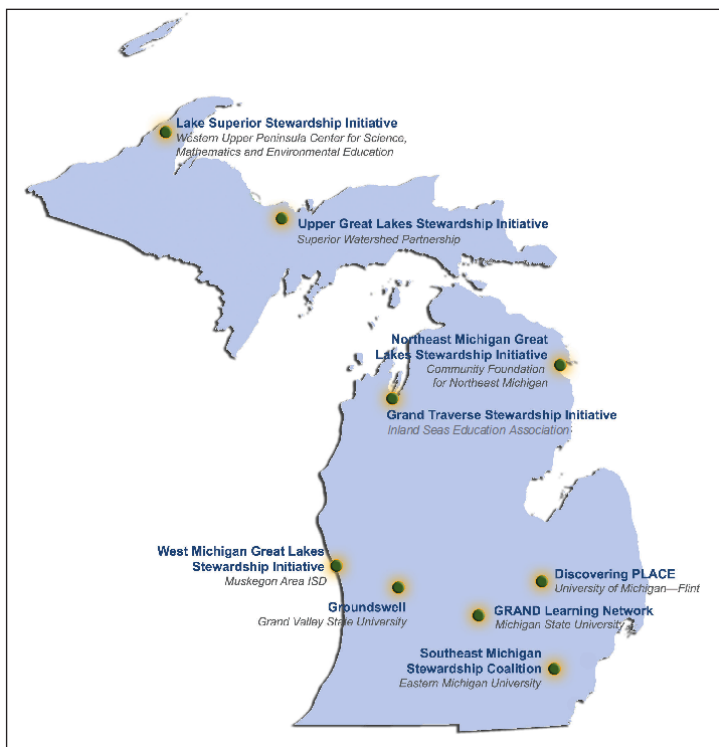 Lake Superior Stewardship Initiative
Western Upper Peninsula Center for Science,
Mathematics and Environmental Education
Upper Great Lakes Stewardship Initiative
Superior Watershed Partnership
Northeast Michigan Great
Lakes Stewardship Initiative
Community Foundation
for Northeast Michigan
Grand Traverse Stewardship Initiative
Inland Seas Education Association
West Michigan Great Lakes
Stewardship Initiative
Muskegon Area ISD
Groundswell
Grand Valley State University
Discovering PLACE
University of Michigan—Flint
GRAND Learning Network
Michigan State University
Southeast Michigan
Stewardship Coalition
Eastern Michigan University